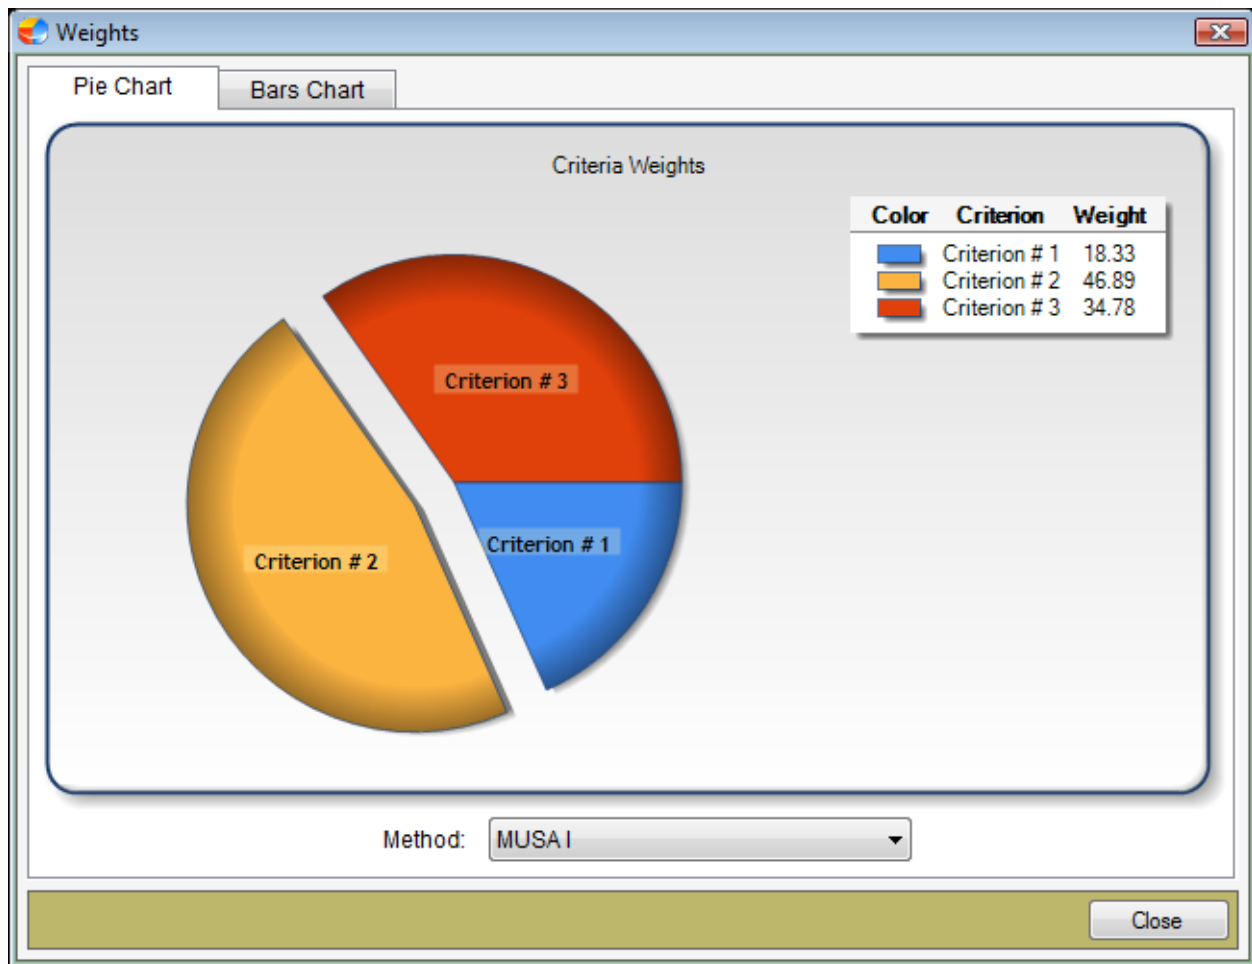 Weights
Pie Chart
Bars Chart
Criteria Weights
Color Criterion Weight
Criterion # 1 18.33
Criterion # 2 46.89
Criterion # 3 34.78
Criterion # 3
Criterion # 1
Criterion # 2
Method: MUSA I
Close